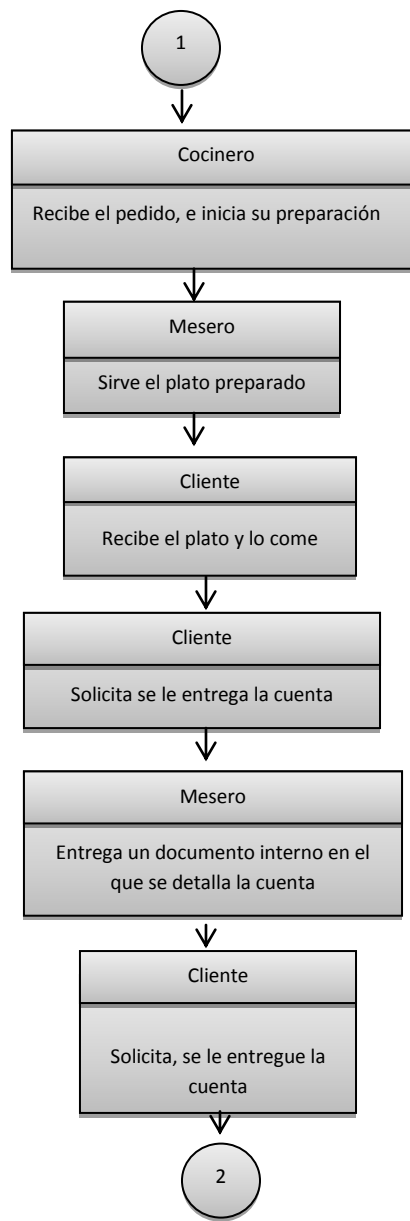 1
Cocinero
Recibe el pedido, e inicia su preparación
Mesero
Sirve el plato preparado
Cliente
Recibe el plato y lo come
Cliente
Solicita se le entrega la cuenta
Mesero
Entrega un documento interno en el
que se detalla la cuenta
Cliente
Solicita, se le entregue la
cuenta
2